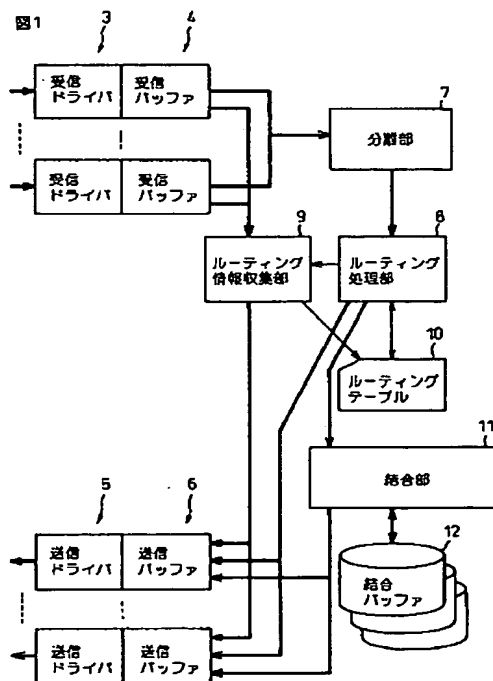 図1
3
4
受信
ドライバ
受信
バッファ
受信
ドライバ
受信
バッファ
7
分離部
9
8
ルーティング
情報収集部
ルーティング
処理部
10
ルーティング
テーブル
11
結合部
5
6
12
送信
ドライバ
送信
バッファ
結合
バッファ
送信
ドライバ
送信
バッファ